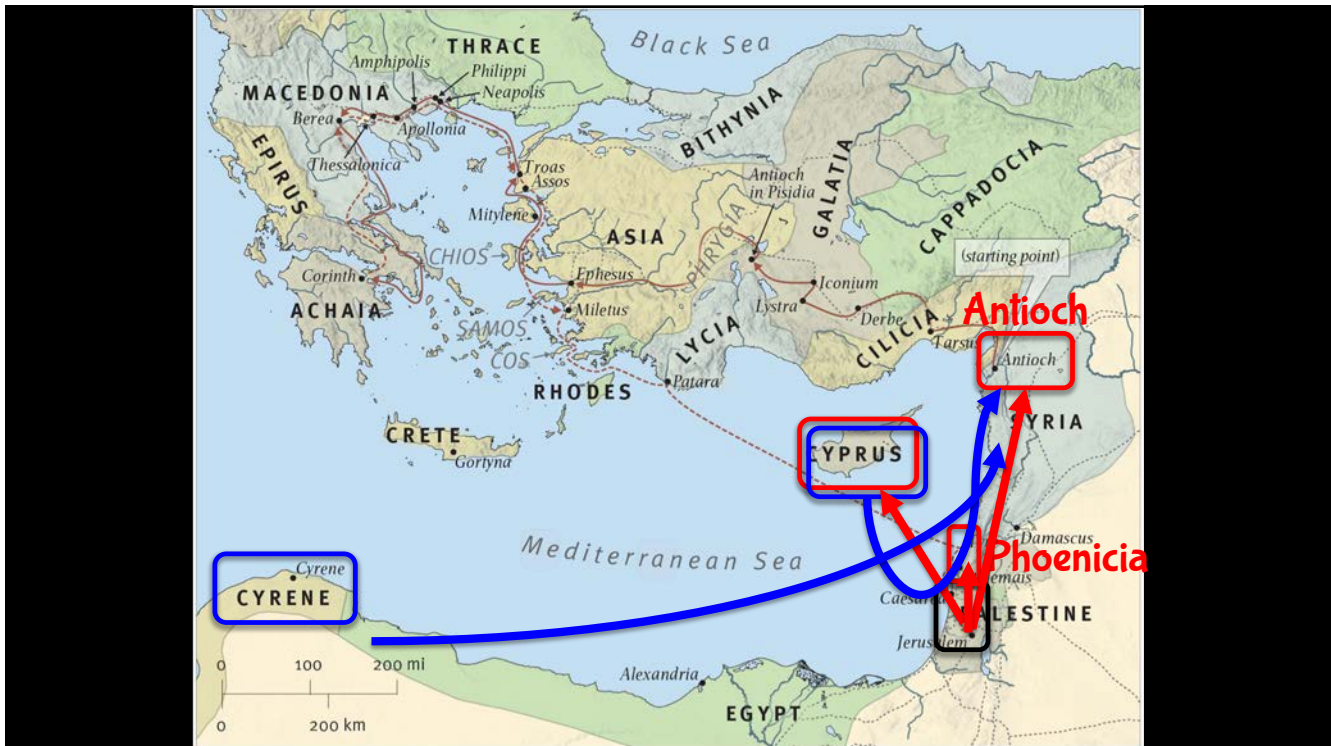 Black Sea
THRACE
Amphipolis
Philippi
Neapolis
MACEDONIA
Berea
Apollonia
Thessalonica
EPIRUS
BITHYNIA
GALATIA
CAPPADOCIA
Antioch
in Pisidia
Troas
Assos
Mitylene
ASIA
PHRYGIA
CHIOS
(starting point)
Corinth
Ephesus
Iconium
ACHAIA
Miletus
Lystra
Derbe
Antioch
SAMOS
LYCIA
CILICIA
Tarsus
COS
Antioch
Patara
RHODES
SYRIA
CRETE
CYPRUS
Gortyna
Damascus
Mediterranean Sea
Phoenicia
Cyrene
CYRENE
Caesarea
PALESTINE
Jerusalem
0 100 200 mi
Alexandria
0 200 km
EGYPT